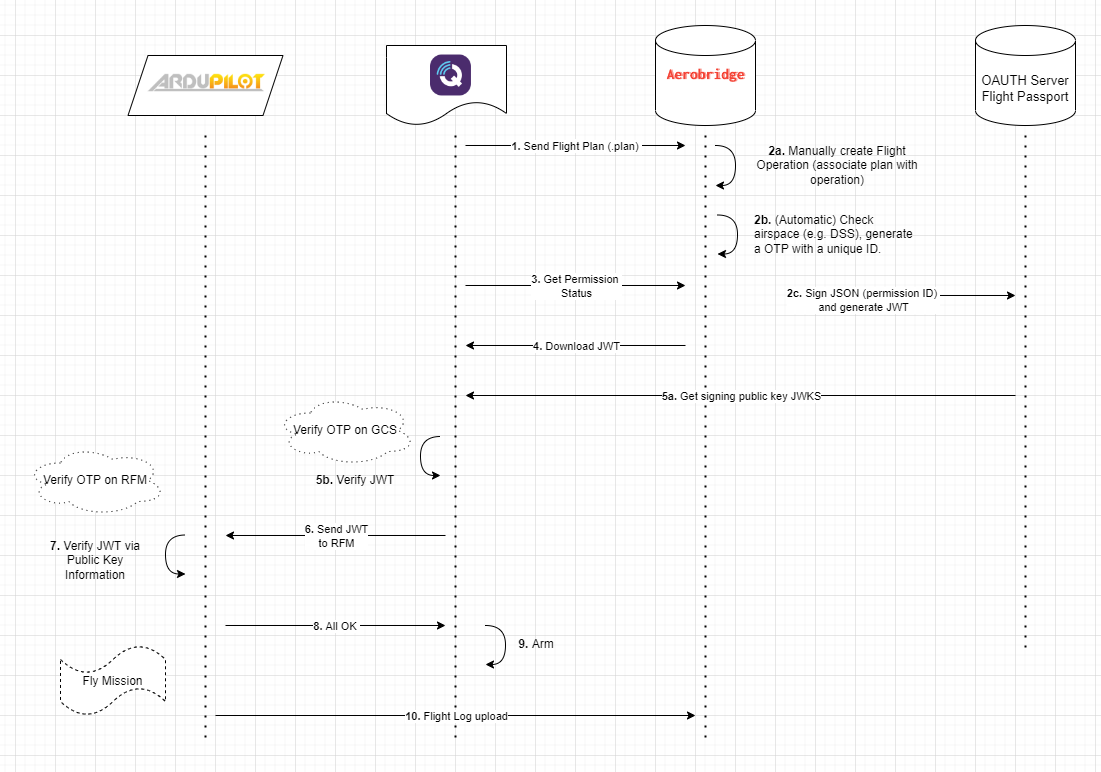 ARDUPILOT
Q
Aerobridge
OAUTH Server
Flight Passport
1. Send Flight Plan (.plan)
2a. Manually create Flight
Operation (associate plan with
operation)
2b. (Automatic) Check
airspace (e.g. DSS), generate
a OTP with a unique ID.
3. Get Permission
Status
2c. Sign JSON (permission ID)
and generate JWT
4. Download JWT
5a. Get signing public key JWKS
Verify OTP on GCS
5b. Verify JWT
Verify OTP on RFM
6. Send JWT
to RFM
7. Verify JWT via
Public Key
Information
8. All OK
9. Arm
Fly Mission
10. Flight Log upload